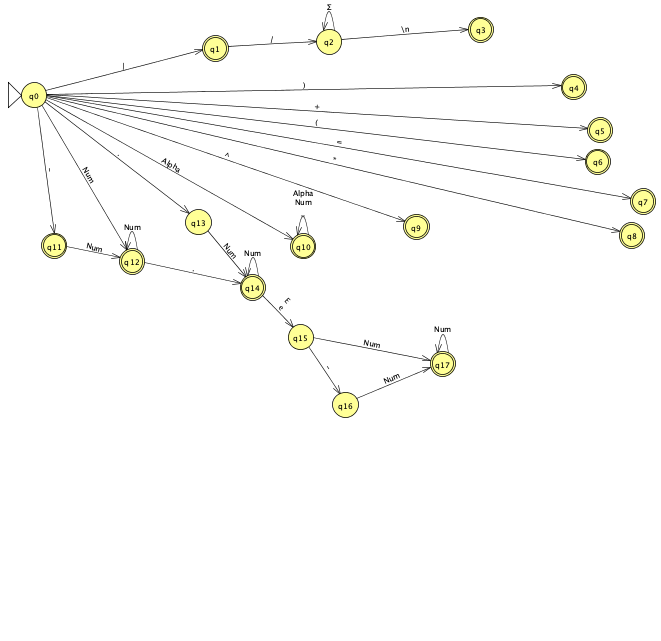 Σ
\n
q3
q1
/
q2
/
)
q4
q0
+
q5
(
q6
=
q7
*
q8
^
q9
Alpha
Alpha
Num
q10
.
q13
Num
-
q11
Num
Num
Num
q12
.
Num
q14
E
e
q15
Num
Num
q17
-
q16
Num